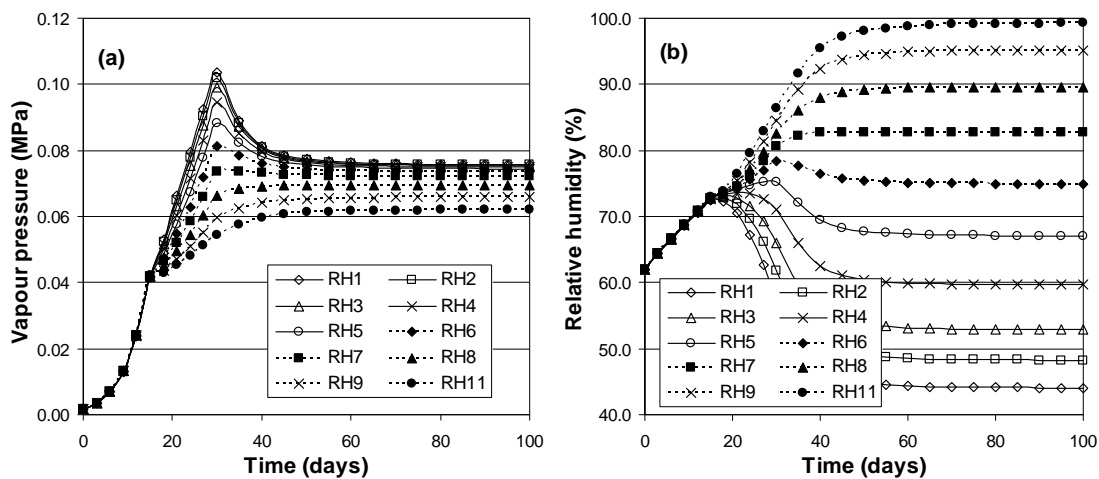 (a)
Vapour pressure (MPa)
0.12
0.10
0.08
0.06
0.04
0.02
0.00
RH1 RH2
RH3 RH4
RH5 RH6
RH7 RH8
RH9 RH11
0 20 40 60 80 100
Time (days)
(b)
Relative humidity (%)
100.0
90.0
80.0
70.0
60.0
50.0
40.0
RH1 RH2
RH3 RH4
RH5 RH6
RH7 RH8
RH9 RH11
0 20 40 60 80 100
Time (days)